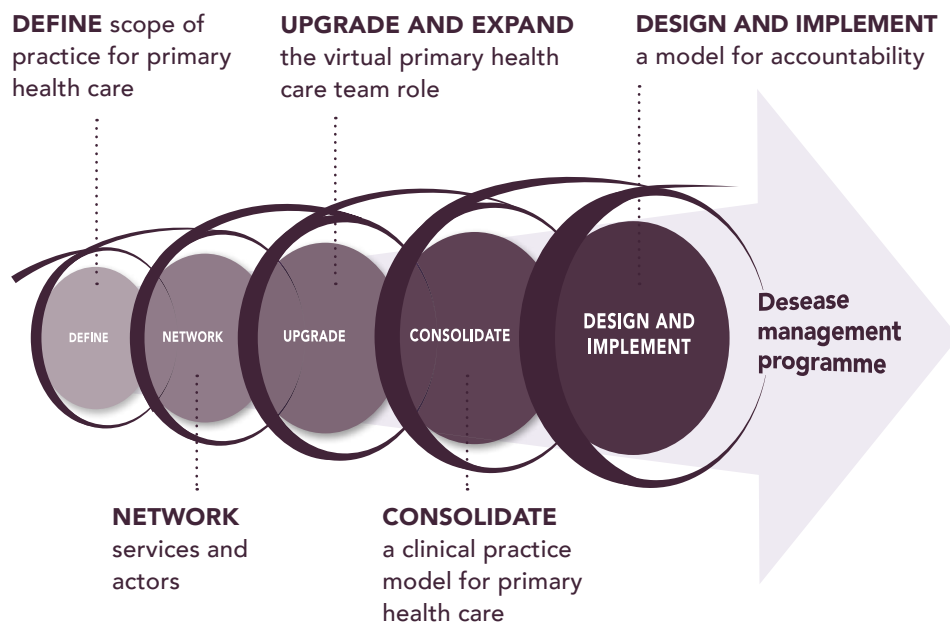 DEFINE scope of
practice for primary
health care
UPGRADE AND EXPAND
the virtual primary health
care team role
DESIGN AND IMPLEMENT
a model for accountability
DEFINE
NETWORK
UPGRADE
CONSOLIDATE
DESIGN AND
IMPLEMENT
Desease
management
programme
NETWORK
services and
actors
CONSOLIDATE
a clinical practice
model for primary
health care